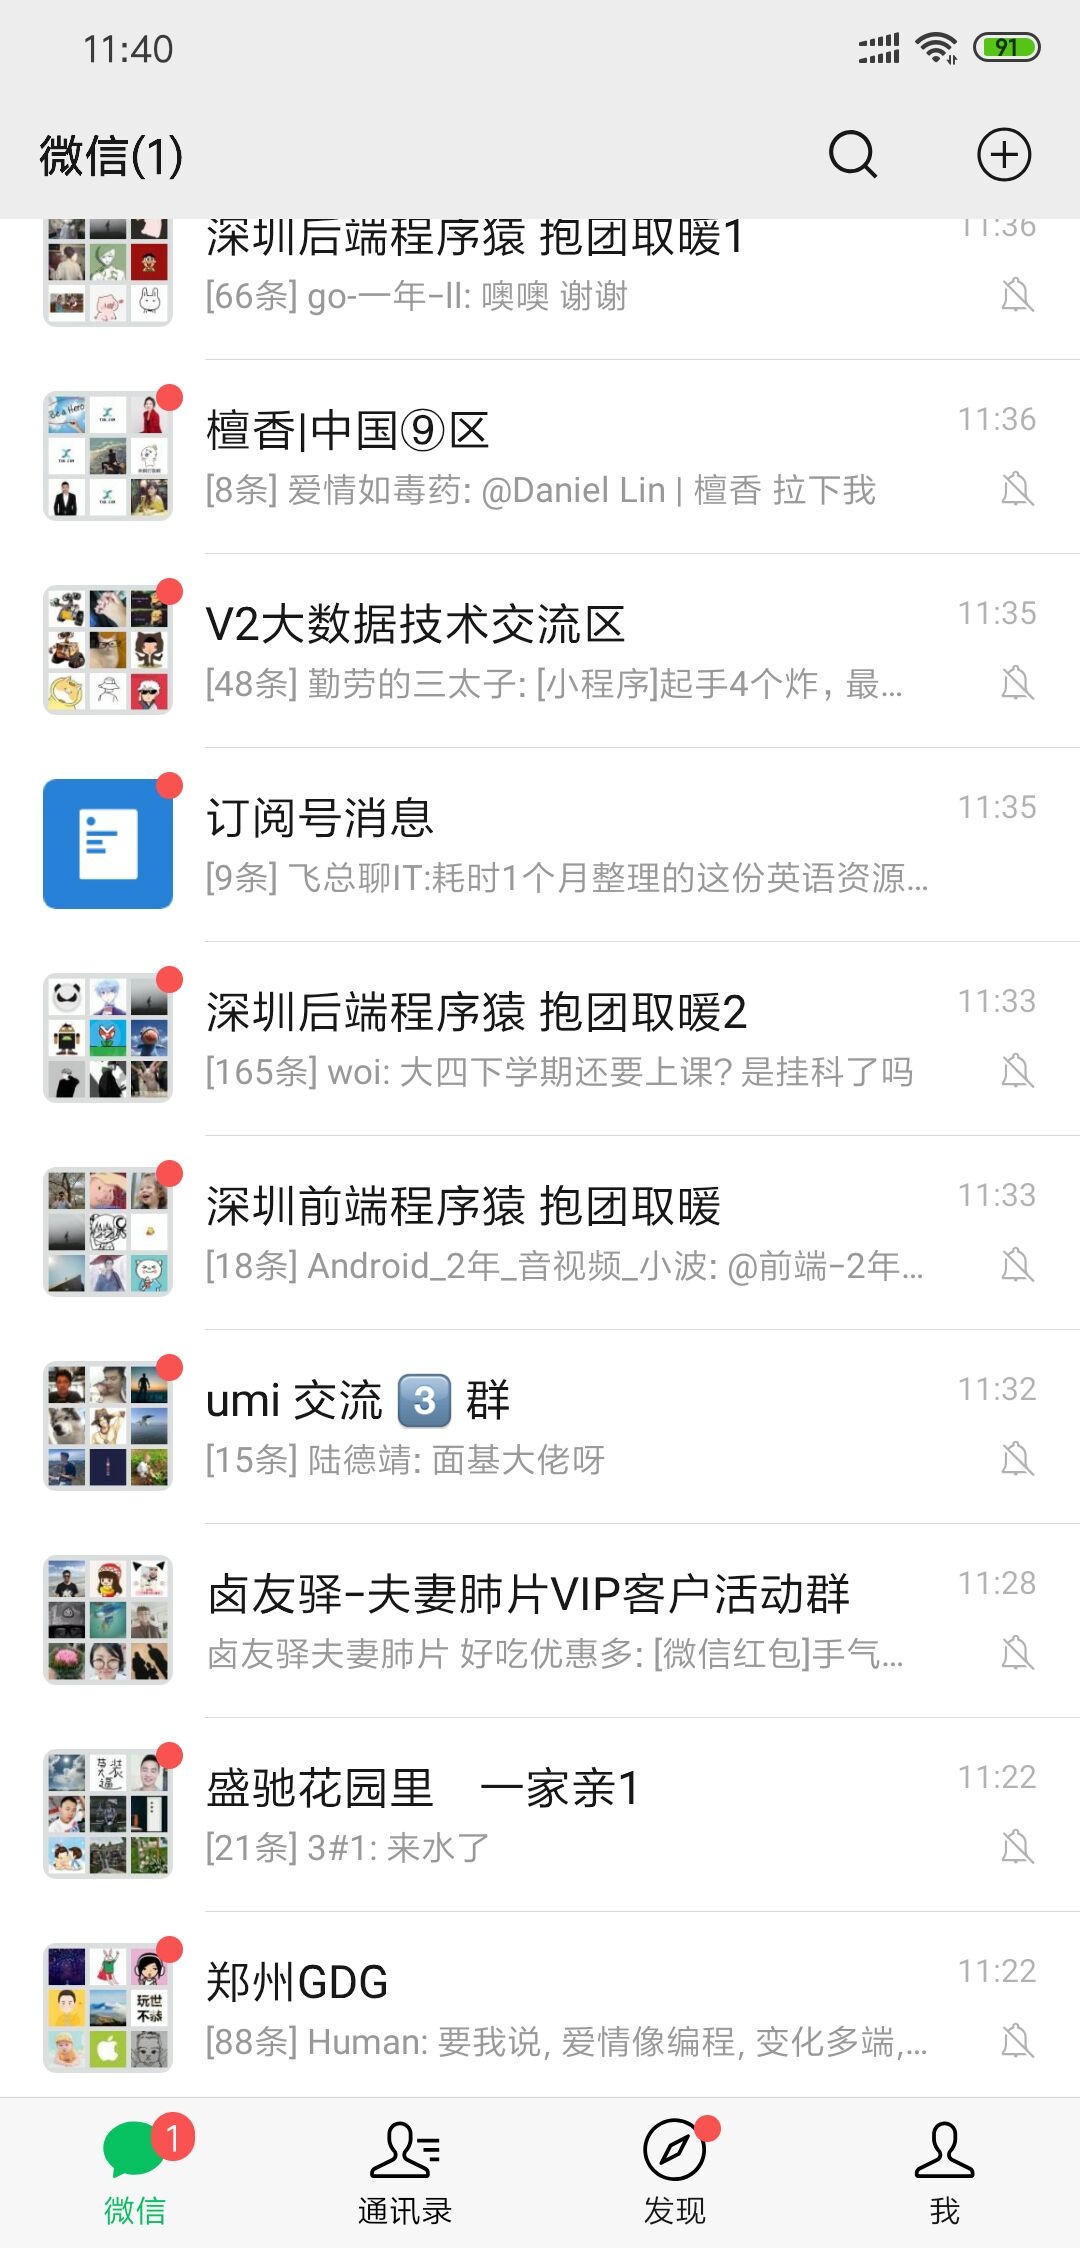 11:40
91
微信(1)
深圳后端程序猿 抱团取暖1
11:36
[66条] go-一年-ll: 噢噢 谢谢
檀香|中国⑨区
11:36
[8条] 爱情如毒药: @Daniel Lin | 檀香 拉下我
V2大数据技术交流区
11:35
[48条] 勤劳的三太子: [小程序]起手4个炸，最...
订阅号消息
11:35
[9条] 飞总聊IT:耗时1个月整理的这份英语资源...
深圳后端程序猿 抱团取暖2
11:33
[165条] woi: 大四下学期还要上课？是挂科了吗
深圳前端程序猿 抱团取暖
11:33
[18条] Android_2年_音视频_小波: @前端-2年...
umi 交流 3️⃣ 群
11:32
[15条] 陆德靖: 面基大佬呀
卤友驿-夫妻肺片VIP客户活动群
11:28
卤友驿夫妻肺片 好吃优惠多: [微信红包]手气...
盛驰花园里　一家亲1
11:22
[21条] 3#1: 来水了
郑州GDG
11:22
[88条] Human: 要我说, 爱情像编程, 变化多端,...
1
微信
通讯录
发现
我